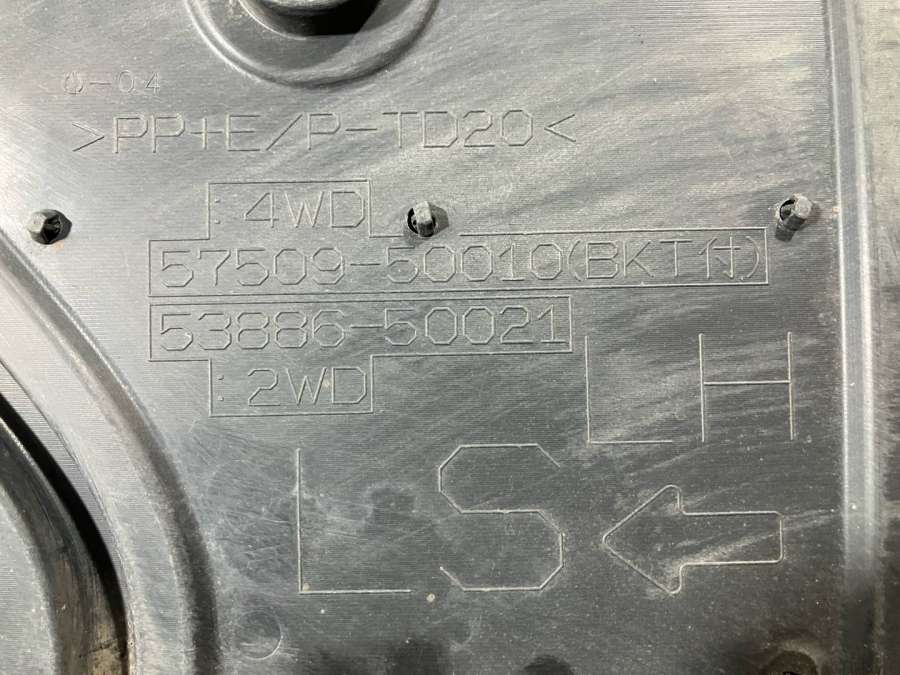 -04
>PP+E/P-TD20<
:4WD
57509-50010(BKT付)
53886-50021
:2WD
LH
LS